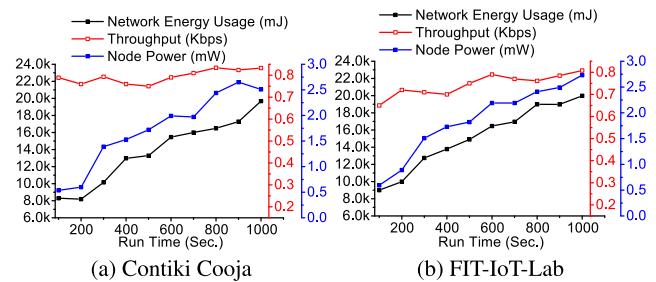 Network Energy Usage (mJ)
Throughput (Kbps)
Node Power (mW)
24.0k
22.0k
20.0k
18.0k
16.0k
14.0k
12.0k
10.0k
8.0k
6.0k
0.8
0.7
0.6
0.5
0.4
0.3
0.2
3.0
2.5
2.0
1.5
1.0
0.5
0.0
200 400 600 800 1000
Run Time (Sec.)
(a) Contiki Cooja
Network Energy Usage (mJ)
Throughput (Kbps)
Node Power (mW)
24.0k
22.0k
20.0k
18.0k
16.0k
14.0k
12.0k
10.0k
8.0k
6.0k
0.8
0.7
0.6
0.5
0.4
0.3
0.2
3.0
2.5
2.0
1.5
1.0
0.5
0.0
200 400 600 800 1000
Run Time (Sec.)
(b) FIT-IoT-Lab